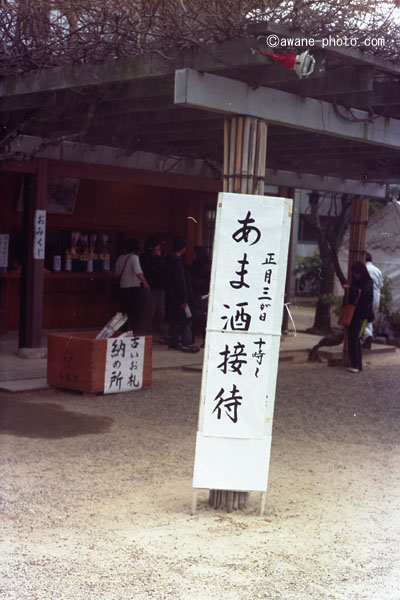 ©awane-photo.com
正月三が日
十時〜
あま酒接待
おみくじ
古いお札
納の所